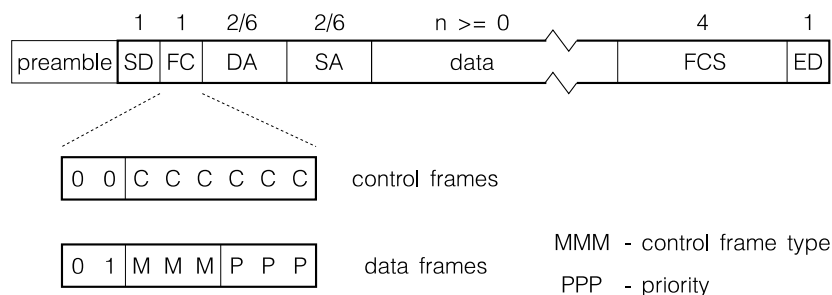 1 1 2/6 2/6 n >= 0 4 1
preamble SD FC DA SA data FCS ED
0 0 C C C C C C control frames
0 1 M M M P P P data frames
MMM - control frame type
PPP - priority